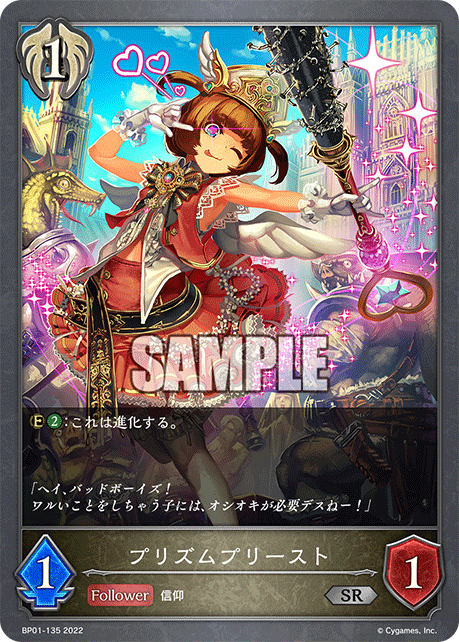 1
SAMPLE
E 2:これは進化する。
「ヘイ、バッドボーイズ!
ワルいことをしちゃう子には、オシオキが必要デスねー!」
プリズムプリースト
1
Follower 信仰
SR
1
BP01-135 2022
© Cygames, Inc.